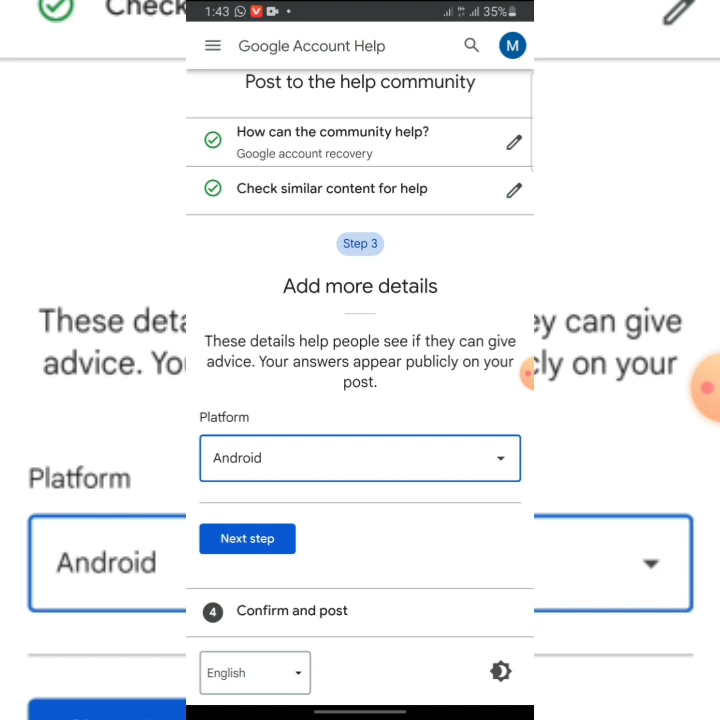 1:43 35%
Google Account Help M
Post to the help community
How can the community help?
Google account recovery
Check similar content for help
Step 3
Add more details
These details help people see if they can give
advice. Your answers appear publicly on your
post.
Platform
Android
Next step
4 Confirm and post
English
Check
These deta
advice. Yo
Platform
Android
ey can give
cly on your